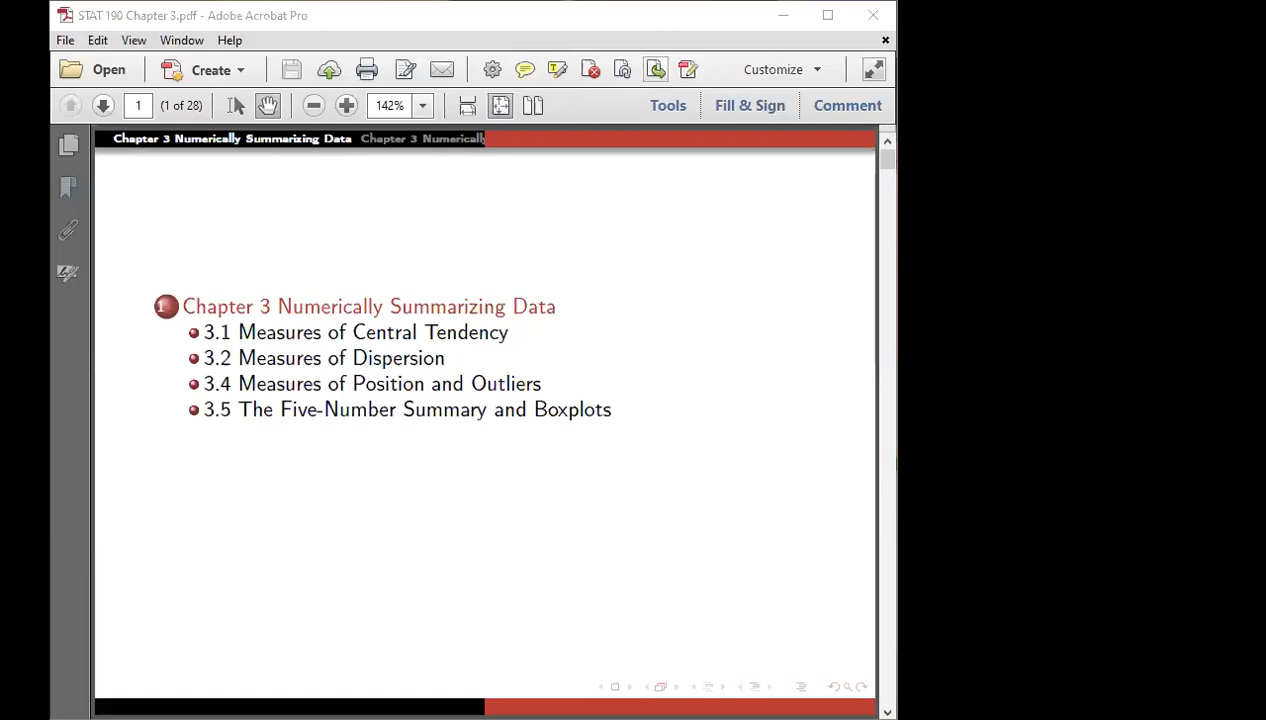 STAT 190 Chapter 3.pdf - Adobe Acrobat Pro
File Edit View Window Help
Open Create Customize
1 (1 of 28) 142% Tools Fill & Sign Comment
Chapter 3 Numerically Summarizing Data Chapter 3 Numerically
1 Chapter 3 Numerically Summarizing Data
3.1 Measures of Central Tendency
3.2 Measures of Dispersion
3.4 Measures of Position and Outliers
3.5 The Five-Number Summary and Boxplots